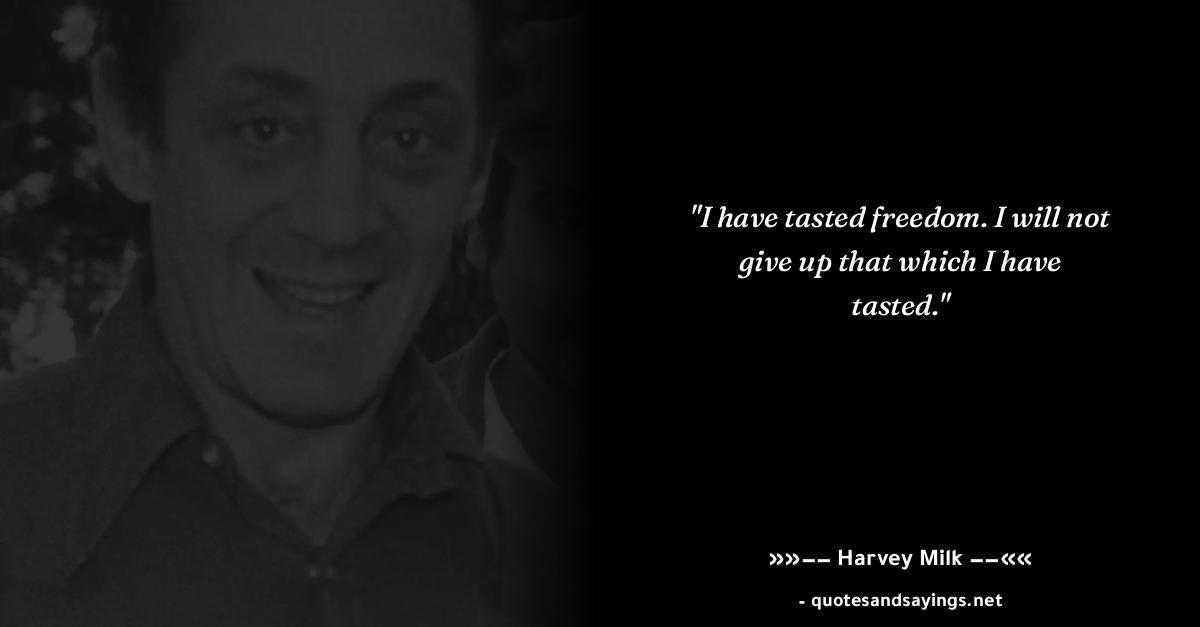 "I have tasted freedom. I will not
give up that which I have
tasted."
»»–– Harvey Milk ––««
- quotesandsayings.net